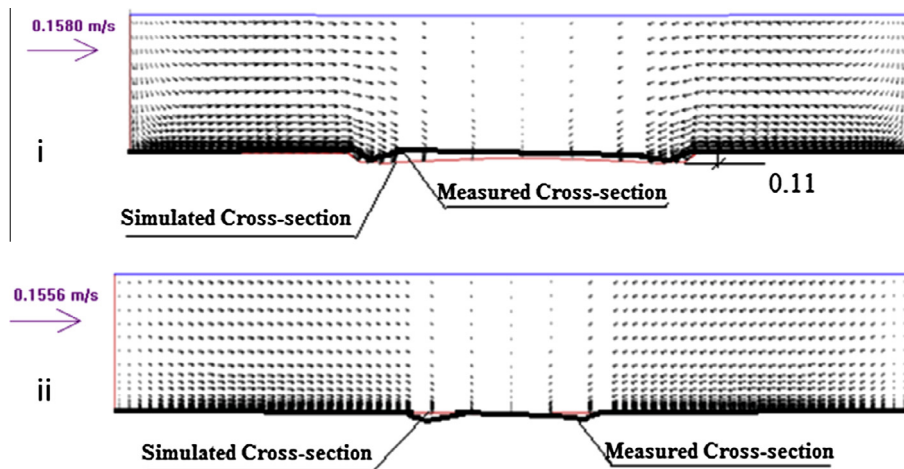 0.1580 m/s
i
0.11
Measured Cross-section
Simulated Cross-section
0.1556 m/s
ii
Simulated Cross-section
Measured Cross-section